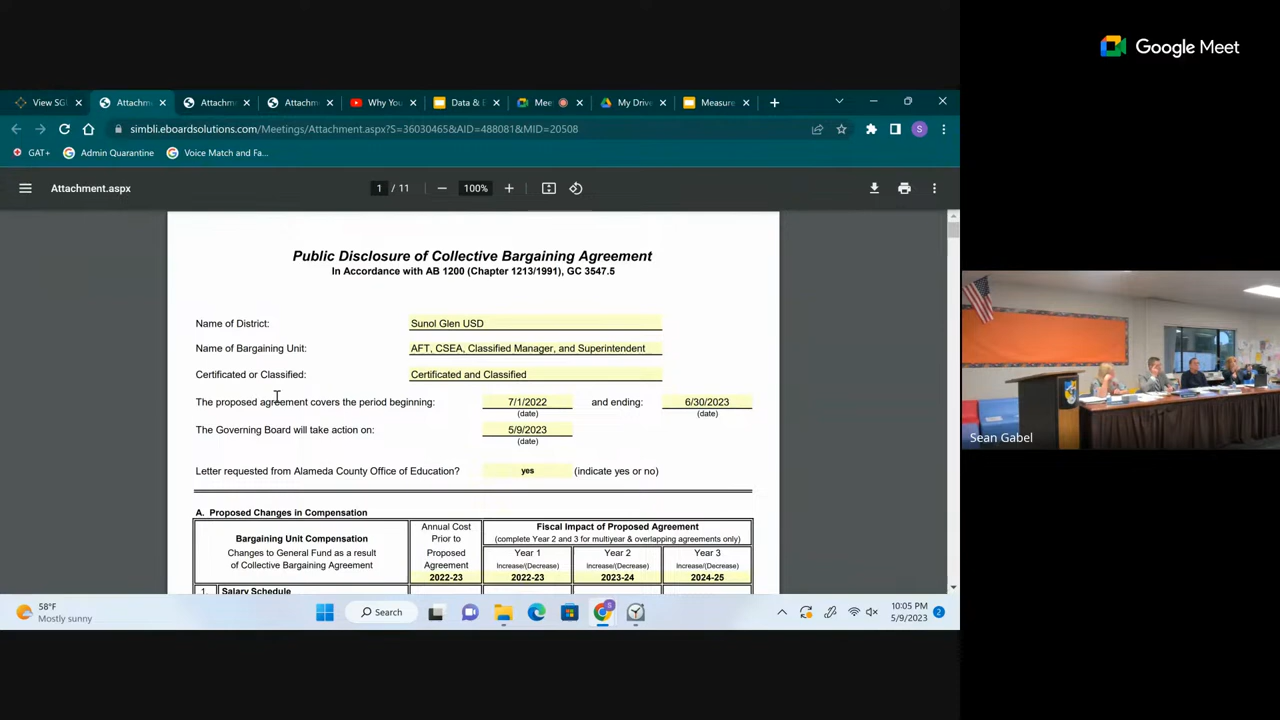 Google Meet
View SG
Attachm
Attachm
Attachm
Why You
Data & E
Mee
My Driv
Measure
simbli.eboardsolutions.com/Meetings/Attachment.aspx?S=36030465&AID=488081&MID=20508
S
GAT+
Admin Quarantine
Voice Match and Fa...
Attachment.aspx
1 / 11
100%
Public Disclosure of Collective Bargaining Agreement
In Accordance with AB 1200 (Chapter 1213/1991), GC 3547.5
Name of District: Sunol Glen USD
Name of Bargaining Unit: AFT, CSEA, Classified Manager, and Superintendent
Certificated or Classified: Certificated and Classified
The proposed agreement covers the period beginning: 7/1/2022 and ending: 6/30/2023
(date) (date)
The Governing Board will take action on: 5/9/2023
(date)
Letter requested from Alameda County Office of Education? yes (indicate yes or no)
A. Proposed Changes in Compensation
Bargaining Unit Compensation
Changes to General Fund as a result
of Collective Bargaining Agreement
Annual Cost
Prior to
Proposed
Agreement
2022-23
Fiscal Impact of Proposed Agreement
(complete Year 2 and 3 for multiyear & overlapping agreements only)
Year 1
Increase/(Decrease)
2022-23
Year 2
Increase/(Decrease)
2023-24
Year 3
Increase/(Decrease)
2024-25
1. Salary Schedule
Sean Gabel
58°F
Mostly sunny
Search
10:05 PM
5/9/2023
2